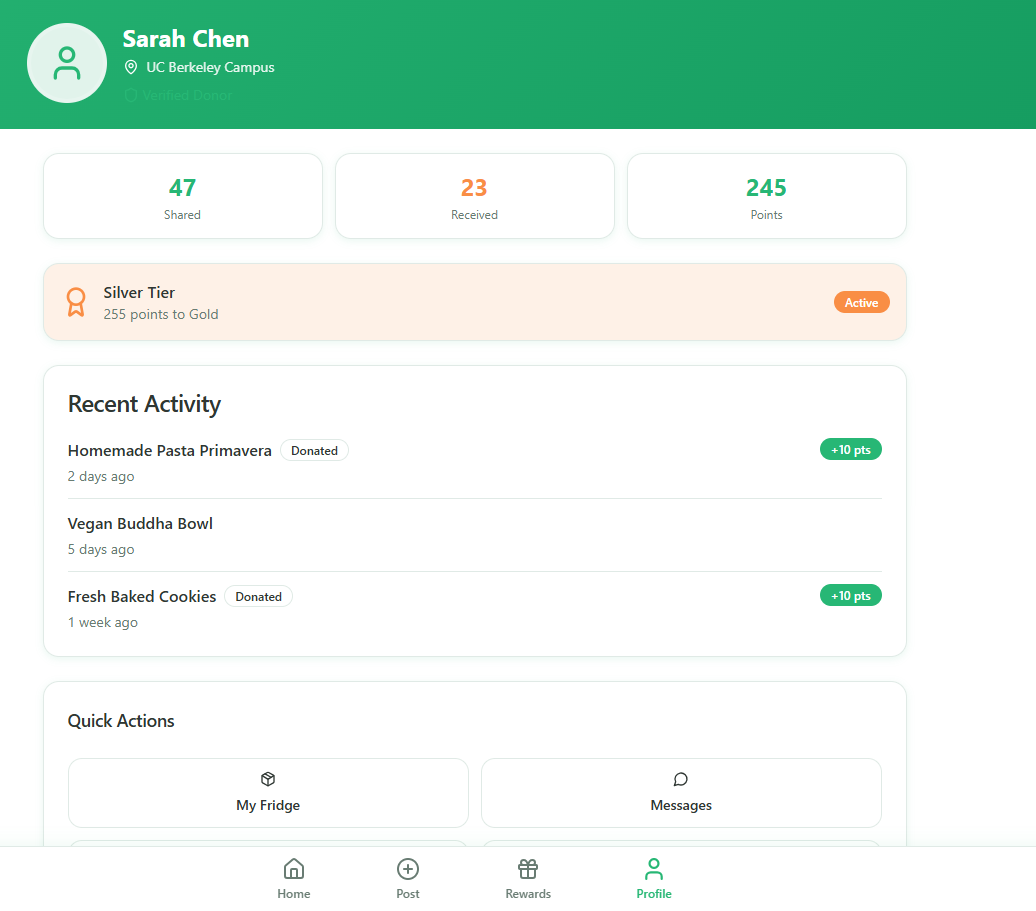 Sarah Chen
UC Berkeley Campus
Verified Donor
47
Shared
23
Received
245
Points
Silver Tier
255 points to Gold
Active
Recent Activity
Homemade Pasta Primavera Donated +10 pts
2 days ago
Vegan Buddha Bowl
5 days ago
Fresh Baked Cookies Donated +10 pts
1 week ago
Quick Actions
My Fridge
Messages
Home
Post
Rewards
Profile